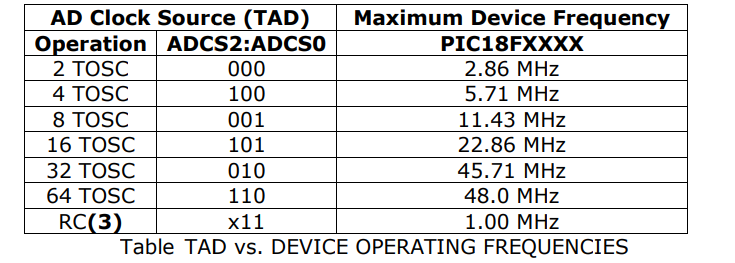 AD Clock Source (TAD) Maximum Device Frequency
Operation ADCS2:ADCS0 PIC18FXXXX
2 TOSC 000 2.86 MHz
4 TOSC 100 5.71 MHz
8 TOSC 001 11.43 MHz
16 TOSC 101 22.86 MHz
32 TOSC 010 45.71 MHz
64 TOSC 110 48.0 MHz
RC(3) x11 1.00 MHz
Table TAD vs. DEVICE OPERATING FREQUENCIES